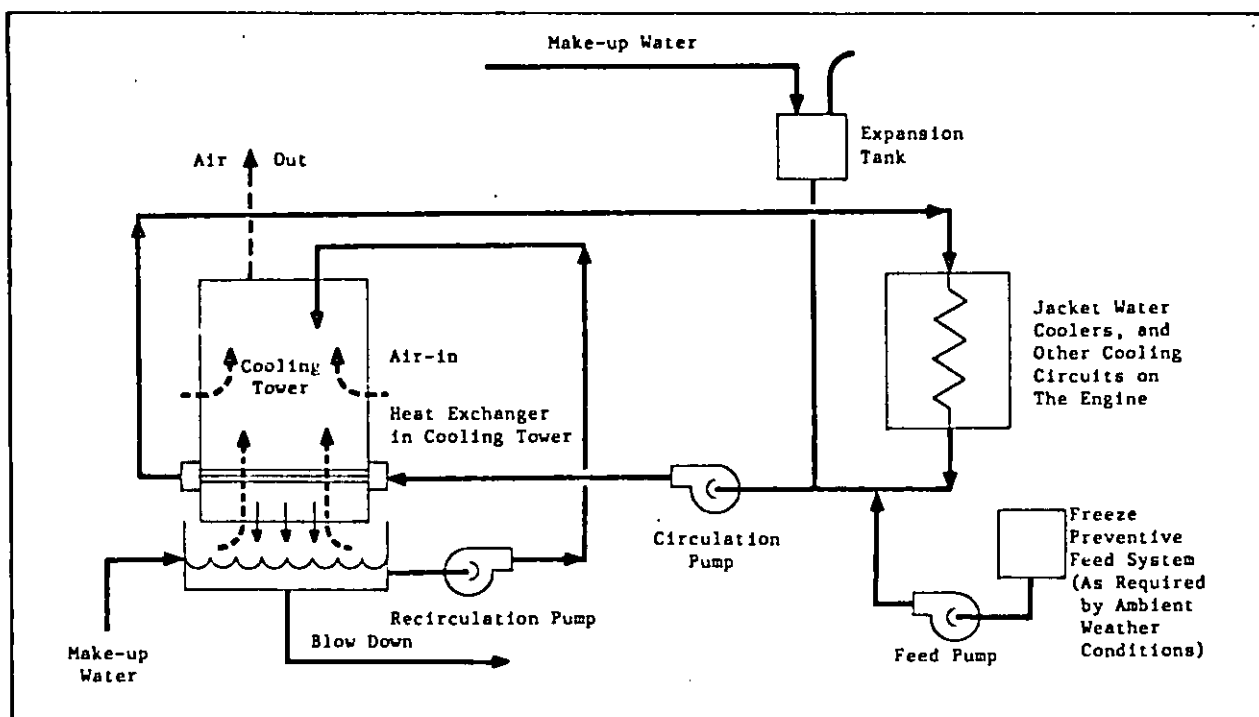 Make-up Water
Expansion
Tank
Air Out
Jacket Water
Coolers, and
Other Cooling
Circuits on
The Engine
Air-in
Cooling
Tower
Heat Exchanger
in Cooling Tower
Circulation
Pump
Freeze
Preventive
Feed System
(As Required
by Ambient
Weather
Conditions)
Recirculation Pump
Blow Down
Make-up
Water
Feed Pump